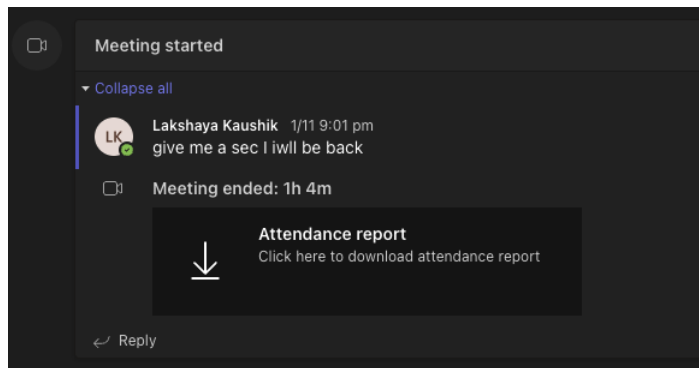 Meeting started
Collapse all
LK
Lakshaya Kaushik 1/11 9:01 pm
give me a sec I iwll be back
Meeting ended: 1h 4m
Attendance report
Click here to download attendance report
Reply